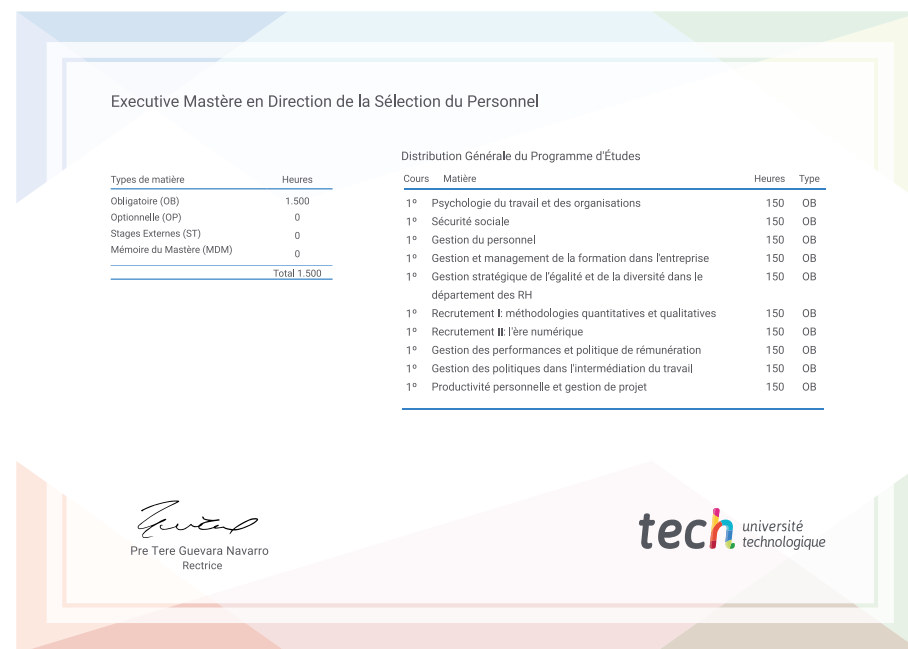 Executive Mastère en Direction de la Sélection du Personnel
Types de matière Heures
Obligatoire (OB) 1.500
Optionnelle (OP) 0
Stages Externes (ST) 0
Mémoire du Mastère (MDM) 0
Total 1.500
Distribution Générale du Programme d'Études
Cours Matière Heures Type
1º Psychologie du travail et des organisations 150 OB
1º Sécurité sociale 150 OB
1º Gestion du personnel 150 OB
1º Gestion et management de la formation dans l'entreprise 150 OB
1º Gestion stratégique de l'égalité et de la diversité dans le 150 OB
département des RH
1º Recrutement I: méthodologies quantitatives et qualitatives 150 OB
1º Recrutement II: l'ère numérique 150 OB
1º Gestion des performances et politique de rémunération 150 OB
1º Gestion des politiques dans l'intermédiation du travail 150 OB
1º Productivité personnelle et gestion de projet 150 OB
Pre Tere Guevara Navarro
Rectrice
tech université
technologique